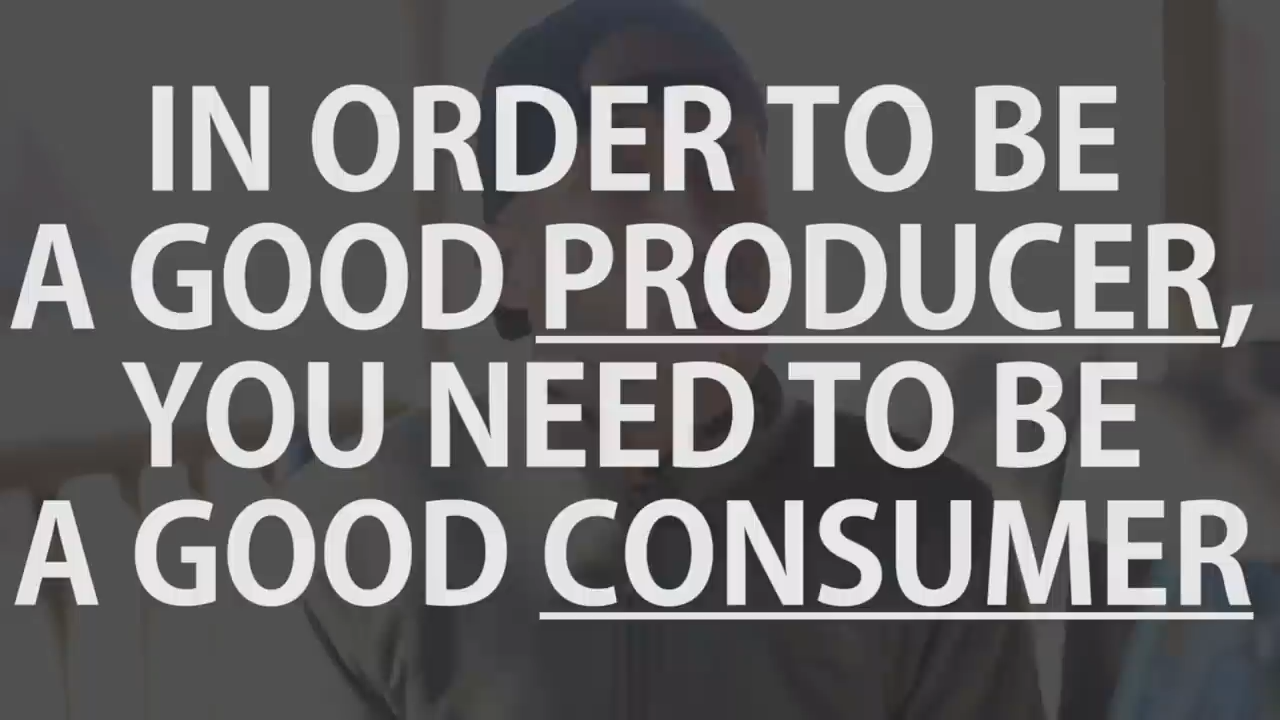 IN ORDER TO BE
A GOOD PRODUCER,
YOU NEED TO BE
A GOOD CONSUMER